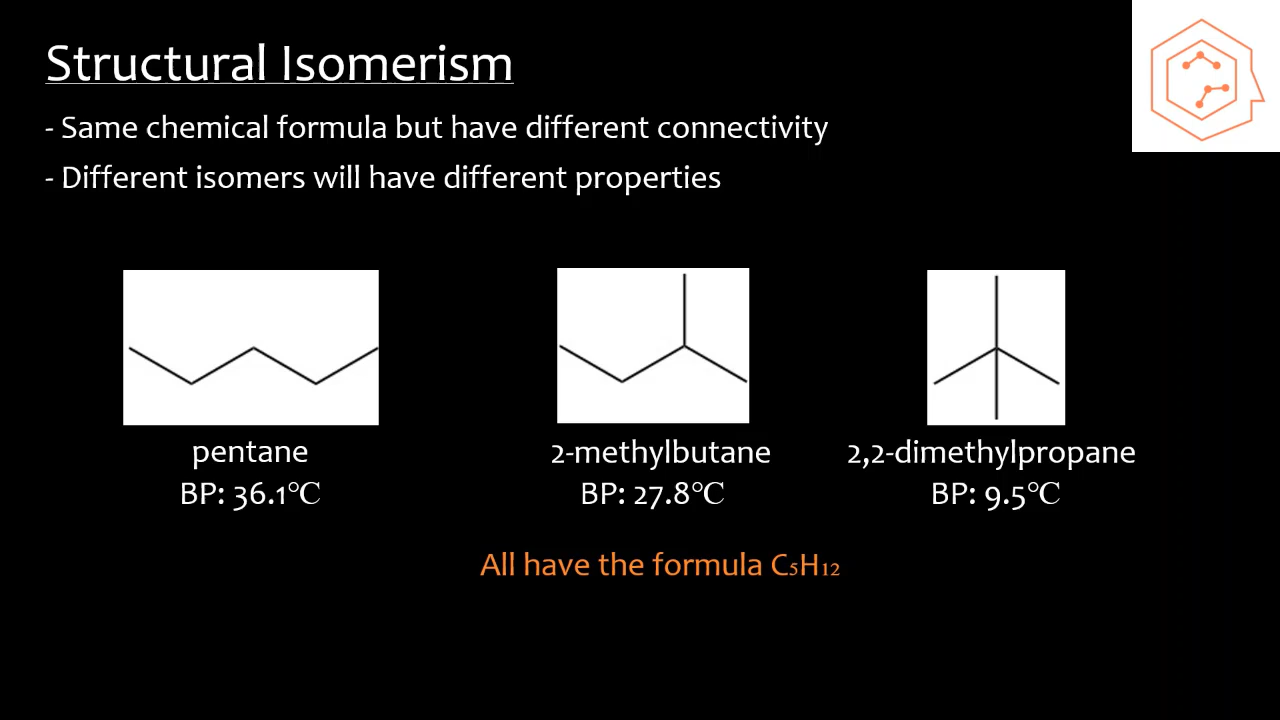 Structural Isomerism
- Same chemical formula but have different connectivity
- Different isomers will have different properties
pentane
BP: 36.1℃
2-methylbutane
BP: 27.8℃
2,2-dimethylpropane
BP: 9.5℃
All have the formula C₅H₁₂